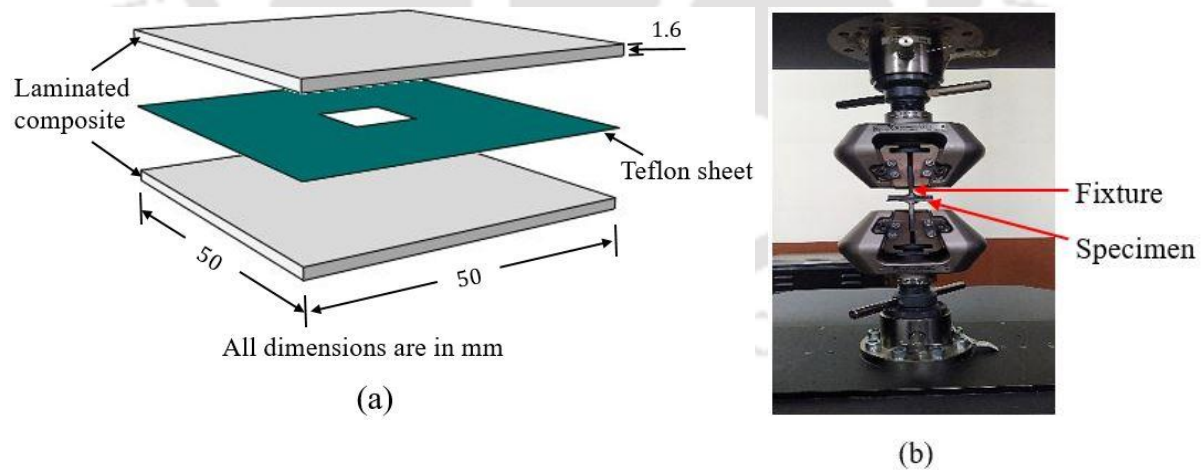 1.6
Laminated
composite
Teflon sheet
50
50
All dimensions are in mm
(a)
Fixture
Specimen
(b)